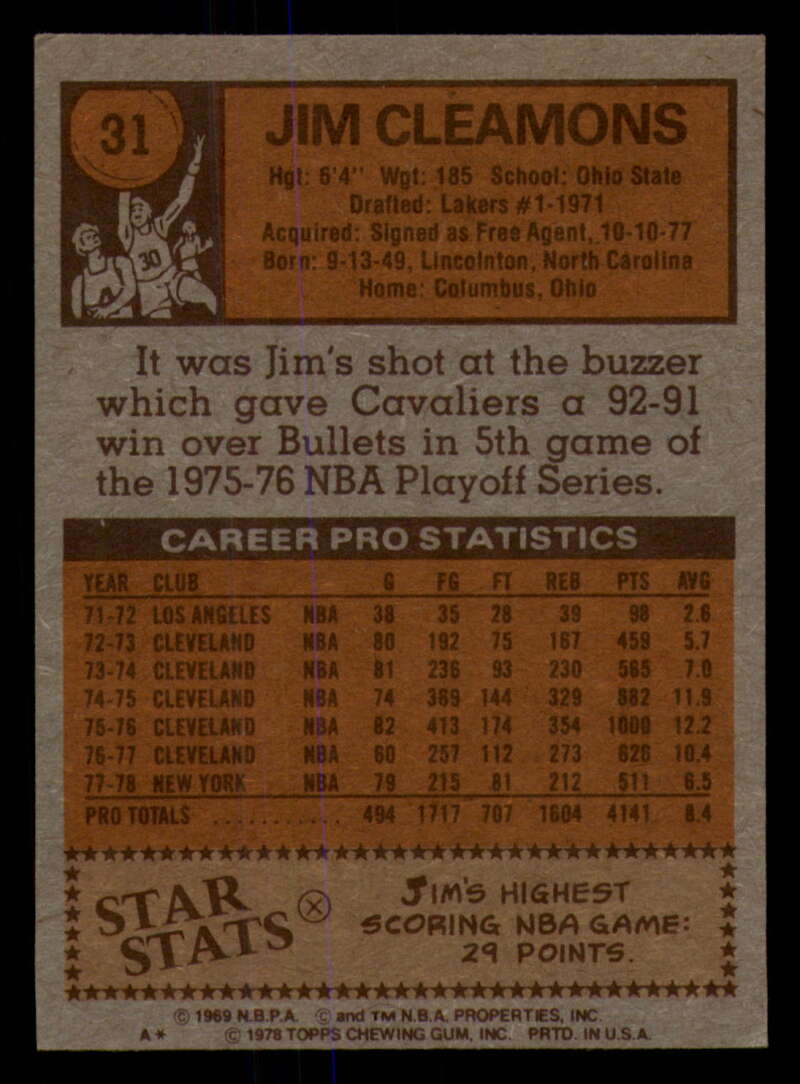 31
JIM CLEAMONS
Hgt: 6'4" Wgt: 185 School: Ohio State
Drafted: Lakers #1-1971
Acquired: Signed as Free Agent, 10-10-77
Born: 9-13-49, Lincolnton, North Carolina
Home: Columbus, Ohio
30
It was Jim's shot at the buzzer
which gave Cavaliers a 92-91
win over Bullets in 5th game of
the 1975-76 NBA Playoff Series.
CAREER PRO STATISTICS
YEAR CLUB G FG FT REB PTS AVG
71-72 LOS ANGELES NBA 38 35 28 39 98 2.6
72-73 CLEVELAND NBA 80 192 75 167 459 5.7
73-74 CLEVELAND NBA 81 236 93 230 565 7.0
74-75 CLEVELAND NBA 74 369 144 329 882 11.9
75-76 CLEVELAND NBA 82 413 174 354 1000 12.2
76-77 CLEVELAND NBA 60 257 112 273 626 10.4
77-78 NEW YORK NBA 79 215 81 212 511 6.5
PRO TOTALS ............ 494 1717 707 1604 4141 8.4
STAR
STATS
JIM'S HIGHEST
SCORING NBA GAME:
29 POINTS.
© 1969 N.B.P.A. © and TM N.B.A. PROPERTIES, INC.
A* © 1978 TOPPS CHEWING GUM, INC. PRTD. IN U.S.A.